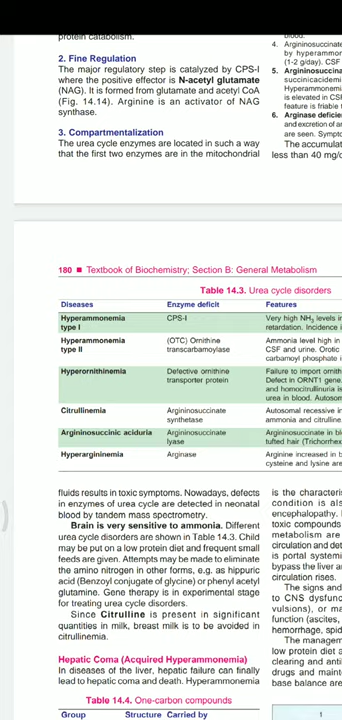 protein catabolism.
2. Fine Regulation
The major regulatory step is catalyzed by CPS-I
where the positive effector is N-acetyl glutamate
(NAG). It is formed from glutamate and acetyl CoA
(Fig. 14.14). Arginine is an activator of NAG
synthase.
3. Compartmentalization
The urea cycle enzymes are located in such a way
that the first two enzymes are in the mitochondrial
blood.
4. Argininosuccinate
by hyperammon
(1-2 g/day). CSF
5. Argininosuccina
succinicacidemi
Hyperammonemi
is elevated in CSF
feature is friable t
6. Arginase deficien
and excretion of ar
are seen. Sympto
The accumulat
less than 40 mg/d
180 ■ Textbook of Biochemistry; Section B: General Metabolism
Table 14.3. Urea cycle disorders
Diseases Enzyme deficit Features
Hyperammonemia CPS-I Very high NH3 levels in
type I retardation. Incidence i
Hyperammonemia (OTC) Ornithine Ammonia level high in
type II transcarbamoylase CSF and urine. Orotic
carbamoyl phosphate i
Hyperornithinemia Defective ornithine Failure to import ornithine
transporter protein Defect in ORNT1 gene.
and homocitrullinuria is
urea in blood. Autosom
Citrullinemia Argininosuccinate Autosomal recessive in
synthetase ammonia and citrulline.
Argininosuccinic aciduria Argininosuccinate Argininosuccinate in bl
lyase tufted hair (Trichorrhex
Hyperargininemia Arginase Arginine increased in b
cysteine and lysine are
fluids results in toxic symptoms. Nowadays, defects
in enzymes of urea cycle are detected in neonatal
blood by tandem mass spectrometry.
Brain is very sensitive to ammonia. Different
urea cycle disorders are shown in Table 14.3. Child
may be put on a low protein diet and frequent small
feeds are given. Attempts may be made to eliminate
the amino nitrogen in other forms, e.g. as hippuric
acid (Benzoyl conjugate of glycine) or phenyl acetyl
glutamine. Gene therapy is in experimental stage
for treating urea cycle disorders.
Since Citrulline is present in significant
quantities in milk, breast milk is to be avoided in
citrullinemia.
Hepatic Coma (Acquired Hyperammonemia)
In diseases of the liver, hepatic failure can finally
lead to hepatic coma and death. Hyperammonemia
Table 14.4. One-carbon compounds
Group Structure Carried by
is the characteris
condition is als
encephalopathy.
toxic compounds
metabolism are
circulation and det
is portal systemi
bypass the liver a
circulation rises.
The signs and
to CNS dysfunc
vulsions), or ma
function (ascites,
hemorrhage, spid
The managem
low protein diet a
clearing and anti
drugs and maint
base balance are
1